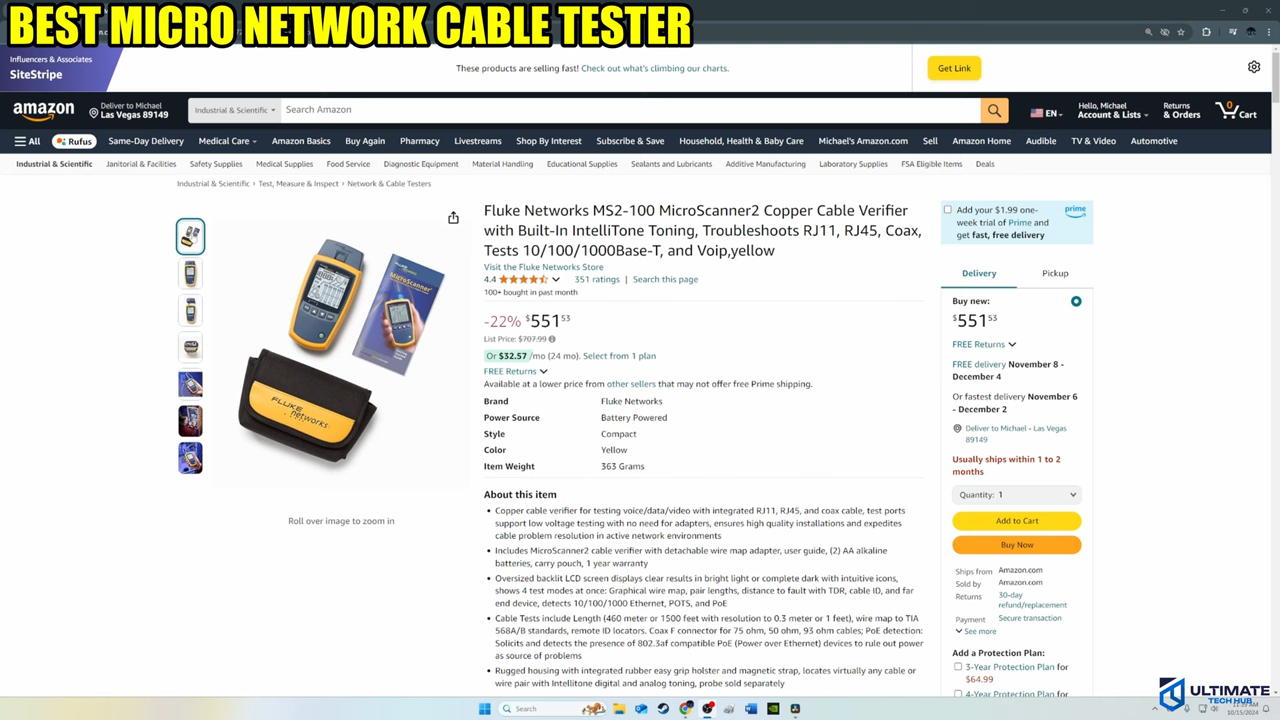 BEST MICRO NETWORK CABLE TESTER
Influencers & Associates
SiteStripe
These products are selling fast! Check out what's climbing our charts.
Get Link
amazon
Deliver to Michael
Las Vegas 89149
Industrial & Scientific
Search Amazon
EN
Hello, Michael
Account & Lists
Returns
& Orders
0
Cart
All
Rufus
Same-Day Delivery
Medical Care
Amazon Basics
Buy Again
Pharmacy
Livestreams
Shop By Interest
Subscribe & Save
Household, Health & Baby Care
Michael's Amazon.com
Sell
Amazon Home
Audible
TV & Video
Automotive
Industrial & Scientific
Janitorial & Facilities
Safety Supplies
Medical Supplies
Food Service
Diagnostic Equipment
Material Handling
Educational Supplies
Sealants and Lubricants
Additive Manufacturing
Laboratory Supplies
FSA Eligible Items
Deals
Industrial & Scientific › Test, Measure & Inspect › Network & Cable Testers
MicroScanner²
FLUKE
networks
Roll over image to zoom in
Fluke Networks MS2-100 MicroScanner2 Copper Cable Verifier
with Built-In IntelliTone Toning, Troubleshoots RJ11, RJ45, Coax,
Tests 10/100/1000Base-T, and Voip,yellow
Visit the Fluke Networks Store
4.4
351 ratings | Search this page
100+ bought in past month
-22% $551 53
List Price: $707.99
Or $32.57 /mo (24 mo). Select from 1 plan
FREE Returns
Available at a lower price from other sellers that may not offer free Prime shipping.
Brand Fluke Networks
Power Source Battery Powered
Style Compact
Color Yellow
Item Weight 363 Grams
About this item
• Copper cable verifier for testing voice/data/video with integrated RJ11, RJ45, and coax cable, test ports
support low voltage testing with no need for adapters, ensures high quality installations and expedites
cable problem resolution in active network environments
• Includes MicroScanner2 cable verifier with detachable wire map adapter, user guide, (2) AA alkaline
batteries, carry pouch, 1 year warranty
• Oversized backlit LCD screen displays clear results in bright light or complete dark with intuitive icons,
shows 4 test modes at once: Graphical wire map, pair lengths, distance to fault with TDR, cable ID, and far
end device, detects 10/100/1000 Ethernet, POTS, and PoE
• Cable Tests include Length (460 meter or 1500 feet with resolution to 0.3 meter or 1 feet), wire map to TIA
568A/B standards, remote ID locators. Coax F connector for 75 ohm, 50 ohm, 93 ohm cables; PoE detection:
Solicits and detects the presence of 802.3af compatible PoE (Power over Ethernet) devices to rule out power
as source of problems
• Rugged housing with integrated rubber easy grip holster and magnetic strap, locates virtually any cable or
wire pair with Intellitone digital and analog toning, probe sold separately
Add your $1.99 one-
week trial of Prime and
get fast, free delivery
prime
Delivery
Pickup
Buy new:
$551 53
FREE Returns
FREE delivery November 8 -
December 4
Or fastest delivery November 6
- December 2
Deliver to Michael - Las Vegas
89149
Usually ships within 1 to 2
months
Quantity: 1
Add to Cart
Buy Now
Ships from Amazon.com
Sold by Amazon.com
Returns 30-day
refund/replacement
Payment Secure transaction
See more
Add a Protection Plan:
3-Year Protection Plan for
$64.99
4-Year Protection Plan for
Search
ULTIMATE
TECH HUB
10/15/2024